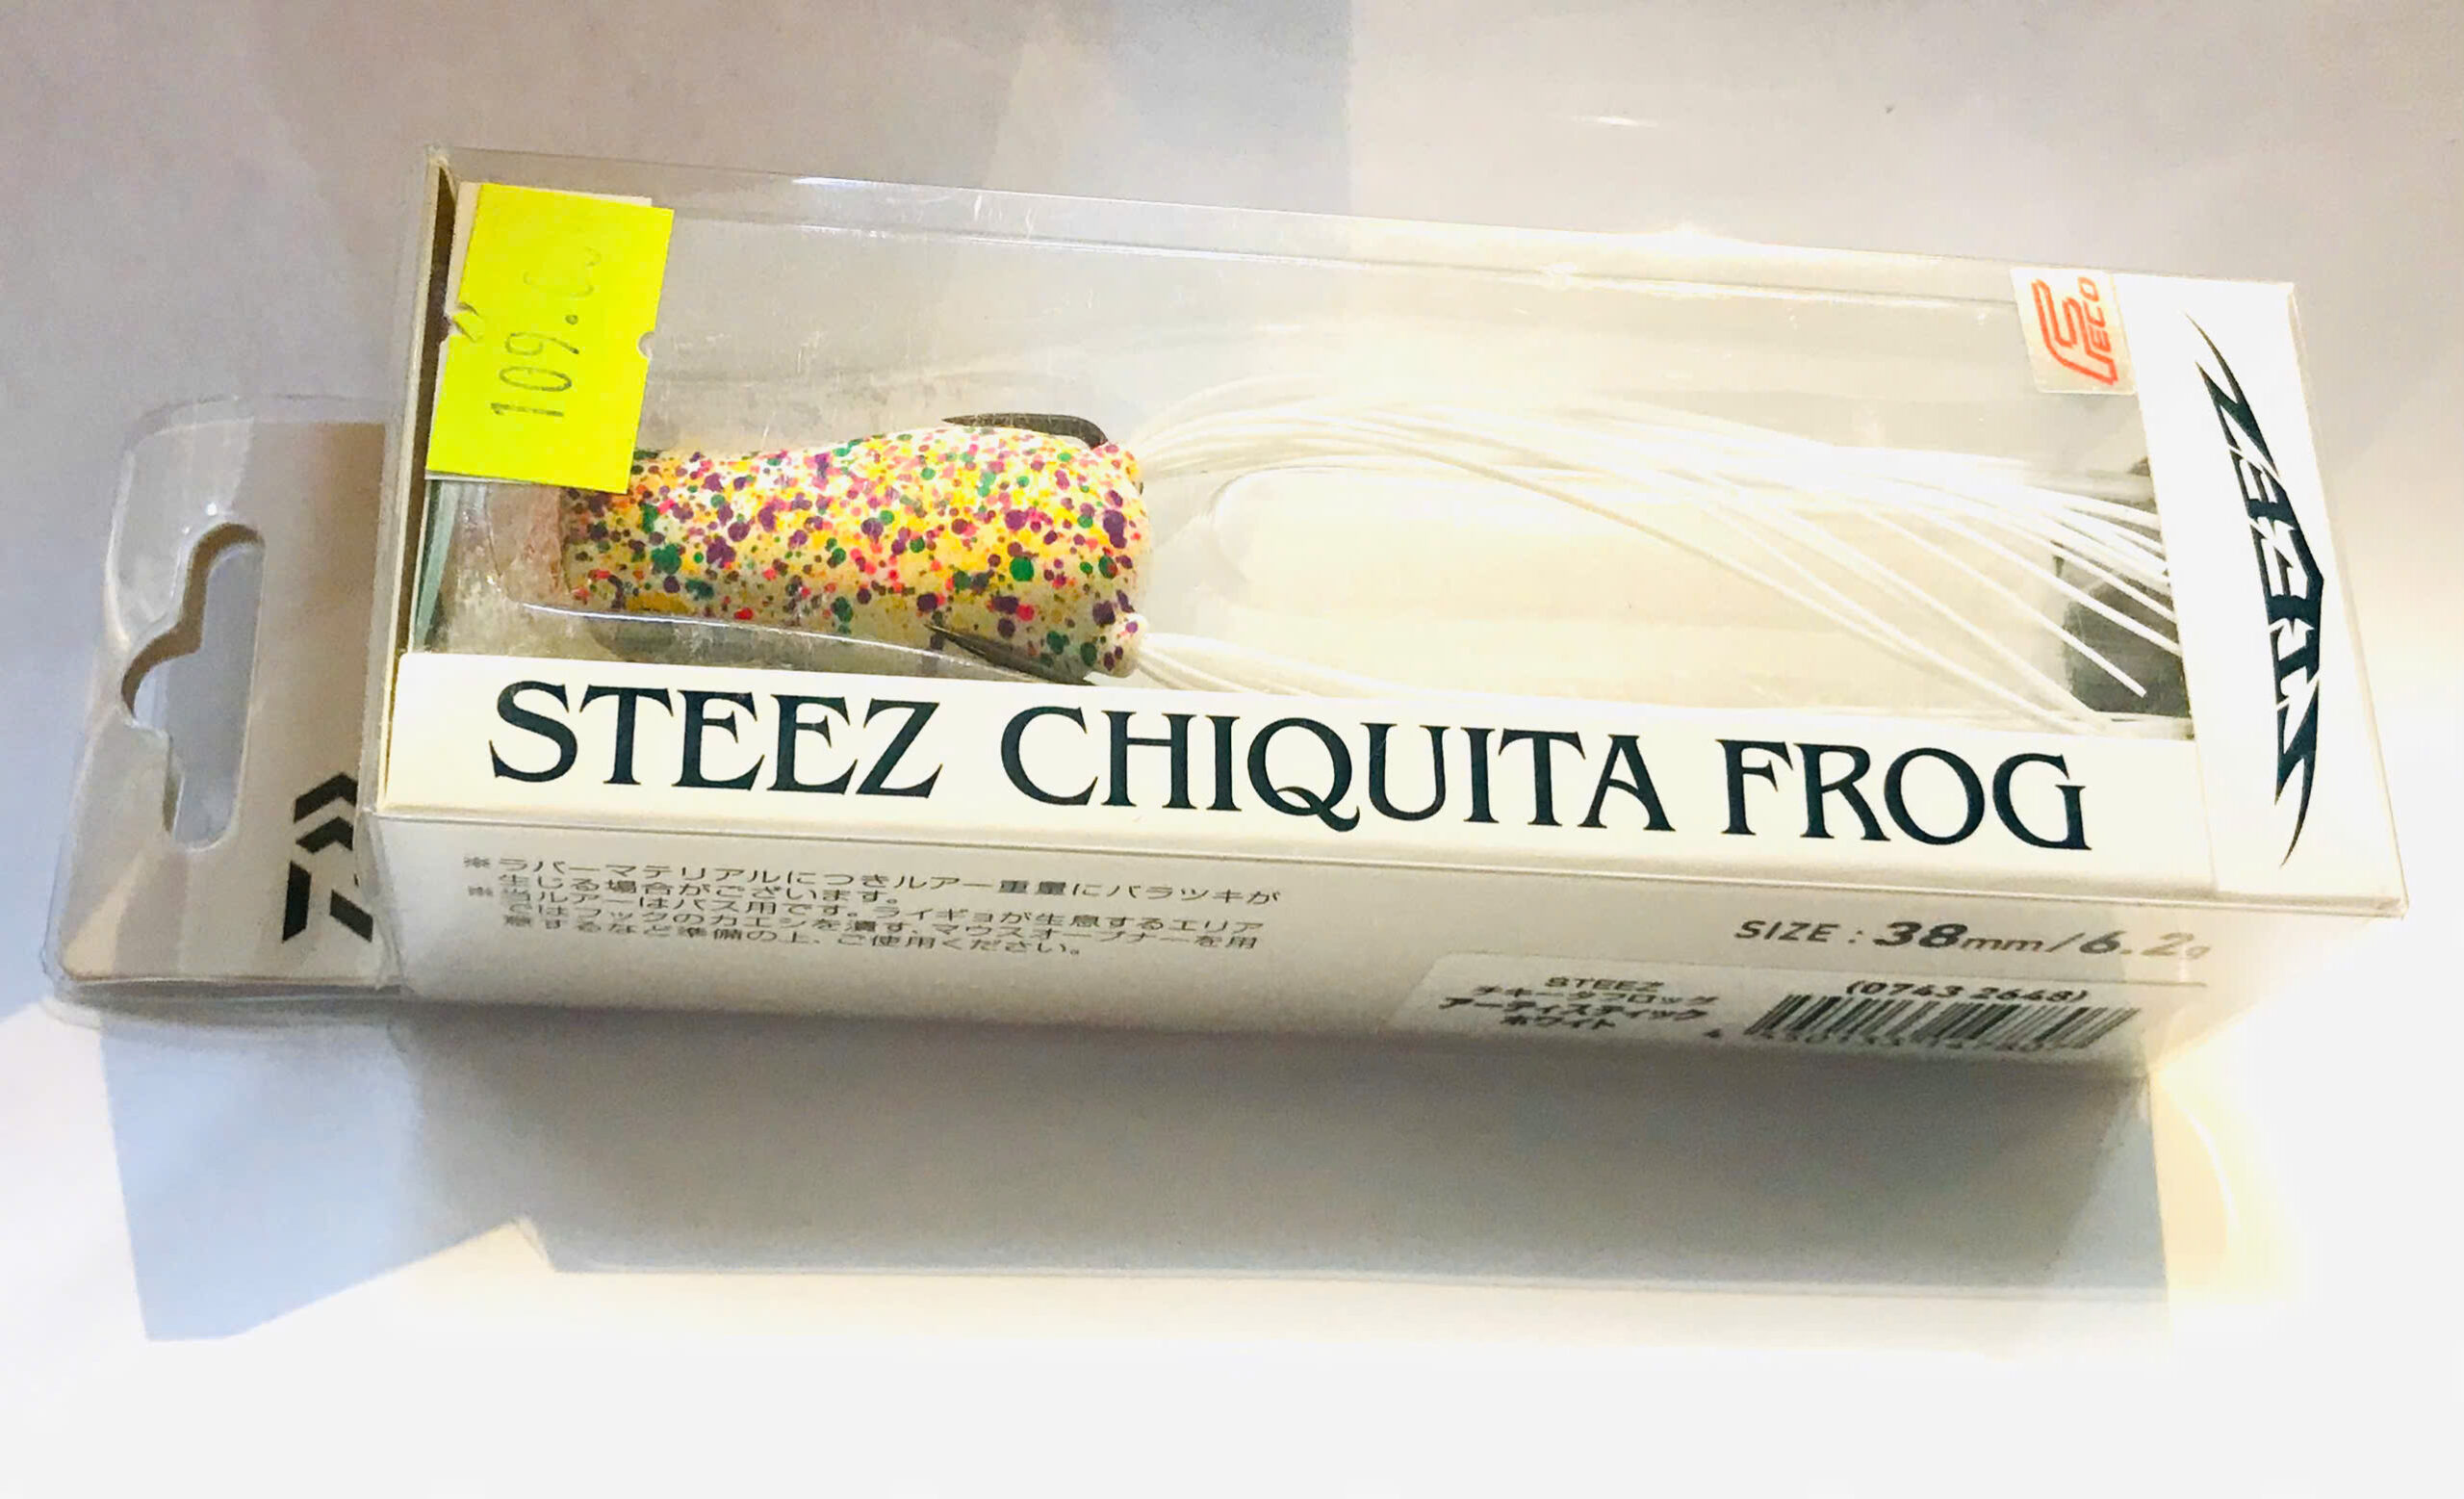 109.00
FECO
STEEZ
STEEZ CHIQUITA FROG
※ラバーマテリアルにつきルアー重量にバラツキが
生じる場合がございます。
※当ルアーはバス用です。ライギョが生息するエリア
ではフックのカエシを潰す、マウスオープナーを用
意するなど準備の上、ご使用ください。
SIZE : 38mm/6.2g
STEEZ
チキータフロッグ
アーティスティック
ホワイト
(0743 2648)